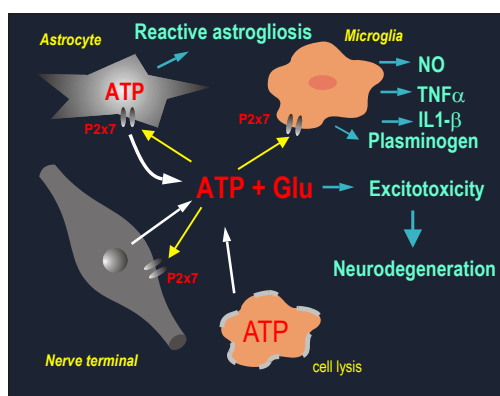 Astrocyte
Reactive astrogliosis
Microglia
ATP
P2x7
P2x7
NO
TNFα
IL1-β
Plasminogen
ATP + Glu
Excitotoxicity
P2x7
Neurodegeneration
ATP
Nerve terminal
cell lysis